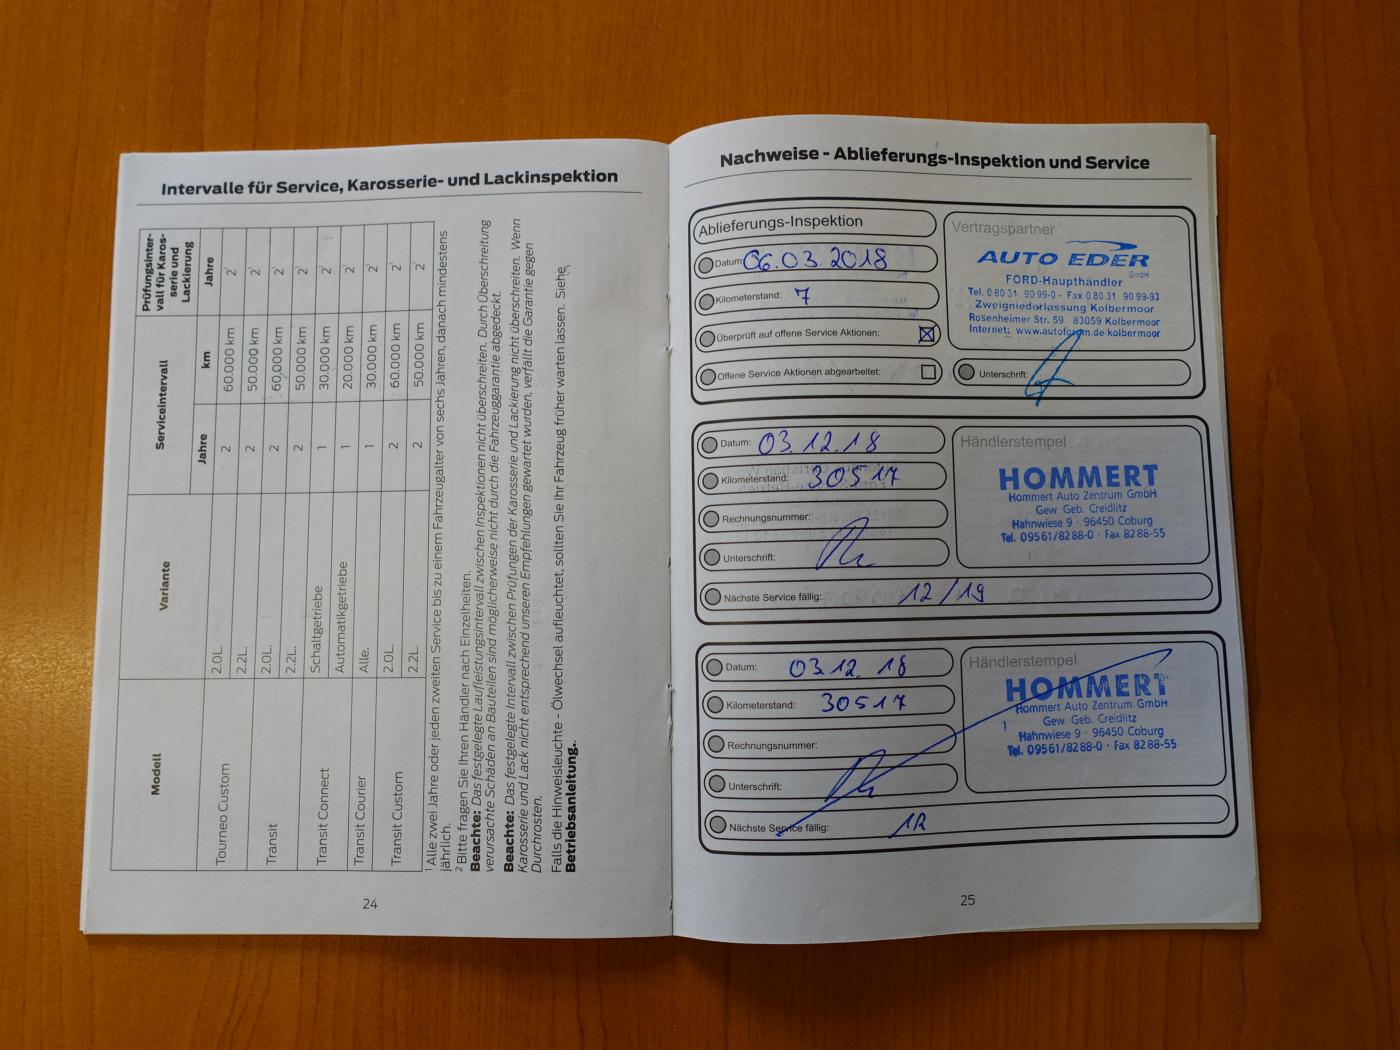 Intervalle für Service, Karosserie- und Lackinspektion
Modell Variante Serviceintervall Prüfungsinter-
vall für Karos-
serie und
Lackierung
Jahre km Jahre
Tourneo Custom 2.0L. 2 60.000 km 2¹
2.2L. 2 50.000 km 2¹
Transit 2.0L. 2 60.000 km 2¹
2.2L. 2 50.000 km 2¹
Transit Connect Schaltgetriebe 1 30.000 km 2¹
Automatikgetriebe 1 20.000 km 2¹
Transit Courier Alle. 1 30.000 km 2¹
Transit Custom 2.0L. 2 60.000 km 2¹
2.2L. 2 50.000 km 2¹
¹ Alle zwei Jahre oder jeden zweiten Service bis zu einem Fahrzeugalter von sechs Jahren, danach mindestens
jährlich.
² Bitte fragen Sie Ihren Händler nach Einzelheiten.
Beachte: Das festgelegte Laufleistungsintervall zwischen Inspektionen nicht überschreiten. Durch Überschreitung
verursachte Schäden an Bauteilen sind möglicherweise nicht durch die Fahrzeuggarantie abgedeckt.
Beachte: Das festgelegte Intervall zwischen Prüfungen der Karosserie und Lackierung nicht überschreiten. Wenn
Karosserie und Lack nicht entsprechend unseren Empfehlungen gewartet wurden, verfällt die Garantie gegen
Durchrosten.
Falls die Hinweisleuchte - Ölwechsel aufleuchtet, sollten Sie Ihr Fahrzeug früher warten lassen. Siehe
Betriebsanleitung.
24
Nachweise - Ablieferungs-Inspektion und Service
Ablieferungs-Inspektion
Datum: 06.03.2018
Kilometerstand: 7
Überprüft auf offene Service Aktionen:
Offene Service Aktionen abgearbeitet:
Vertragspartner
AUTO EDER
GmbH
FORD-Haupthändler
Tel. 0 80 31 90 99-0 - Fax 0 80 31 90 99-93
Zweigniederlassung Kolbermoor
Rosenheimer Str. 59 83059 Kolbermoor
Internet: www.autoforum.de kolbermoor
Unterschrift:
Datum: 03.12.18
Kilometerstand: 30517
Rechnungsnummer:
Unterschrift:
Nächste Service fällig: 12/19
Händlerstempel
HOMMERT
Hommert Auto Zentrum GmbH
Gew. Geb. Creidlitz
Hahnwiese 9 · 96450 Coburg
Tel. 09561/8288-0 · Fax 8288-55
Datum: 03.12.18
Kilometerstand: 30517
Rechnungsnummer:
Unterschrift:
Nächste Service fällig: 12
Händlerstempel
HOMMERT
Hommert Auto Zentrum GmbH
Gew. Geb. Creidlitz
Hahnwiese 9 · 96450 Coburg
Tel. 09561/8288-0 · Fax 8288-55
25